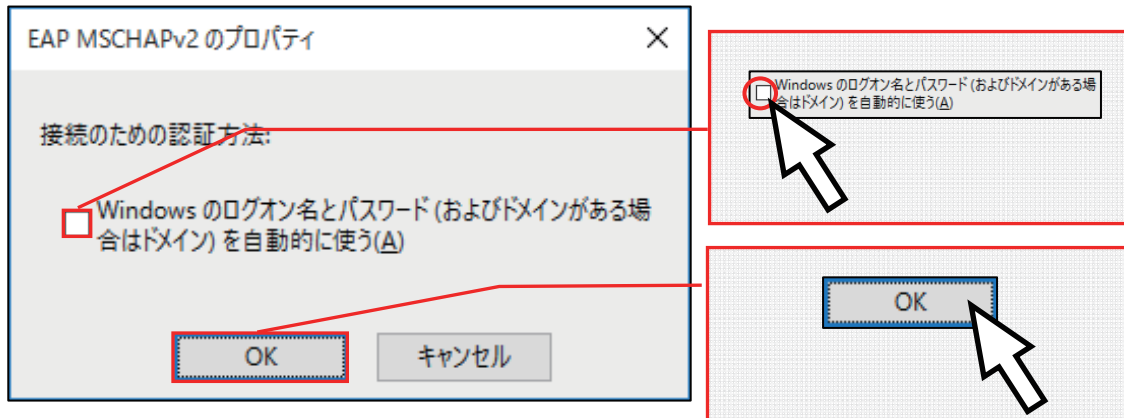 EAP MSCHAPv2 のプロパティ
接続のための認証方法:
Windows のログオン名とパスワード (およびドメインがある場
合はドメイン) を自動的に使う(A)
OK
キャンセル
Windows のログオン名とパスワード (およびドメインがある場
合はドメイン) を自動的に使う(A)
OK